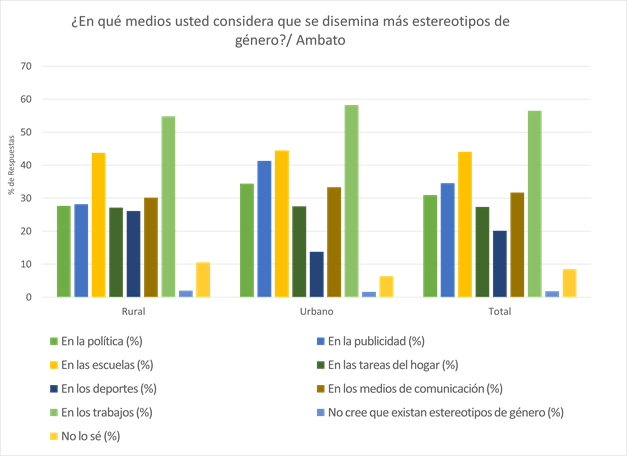 ¿En qué medios usted considera que se disemina más estereotipos de
género?/ Ambato
70
60
50
40
30
20
10
0
% de Respuestas
Rural
Urbano
Total
En la política (%)
En la publicidad (%)
En las escuelas (%)
En las tareas del hogar (%)
En los deportes (%)
En los medios de comunicación (%)
En los trabajos (%)
No cree que existan estereotipos de género (%)
No lo sé (%)